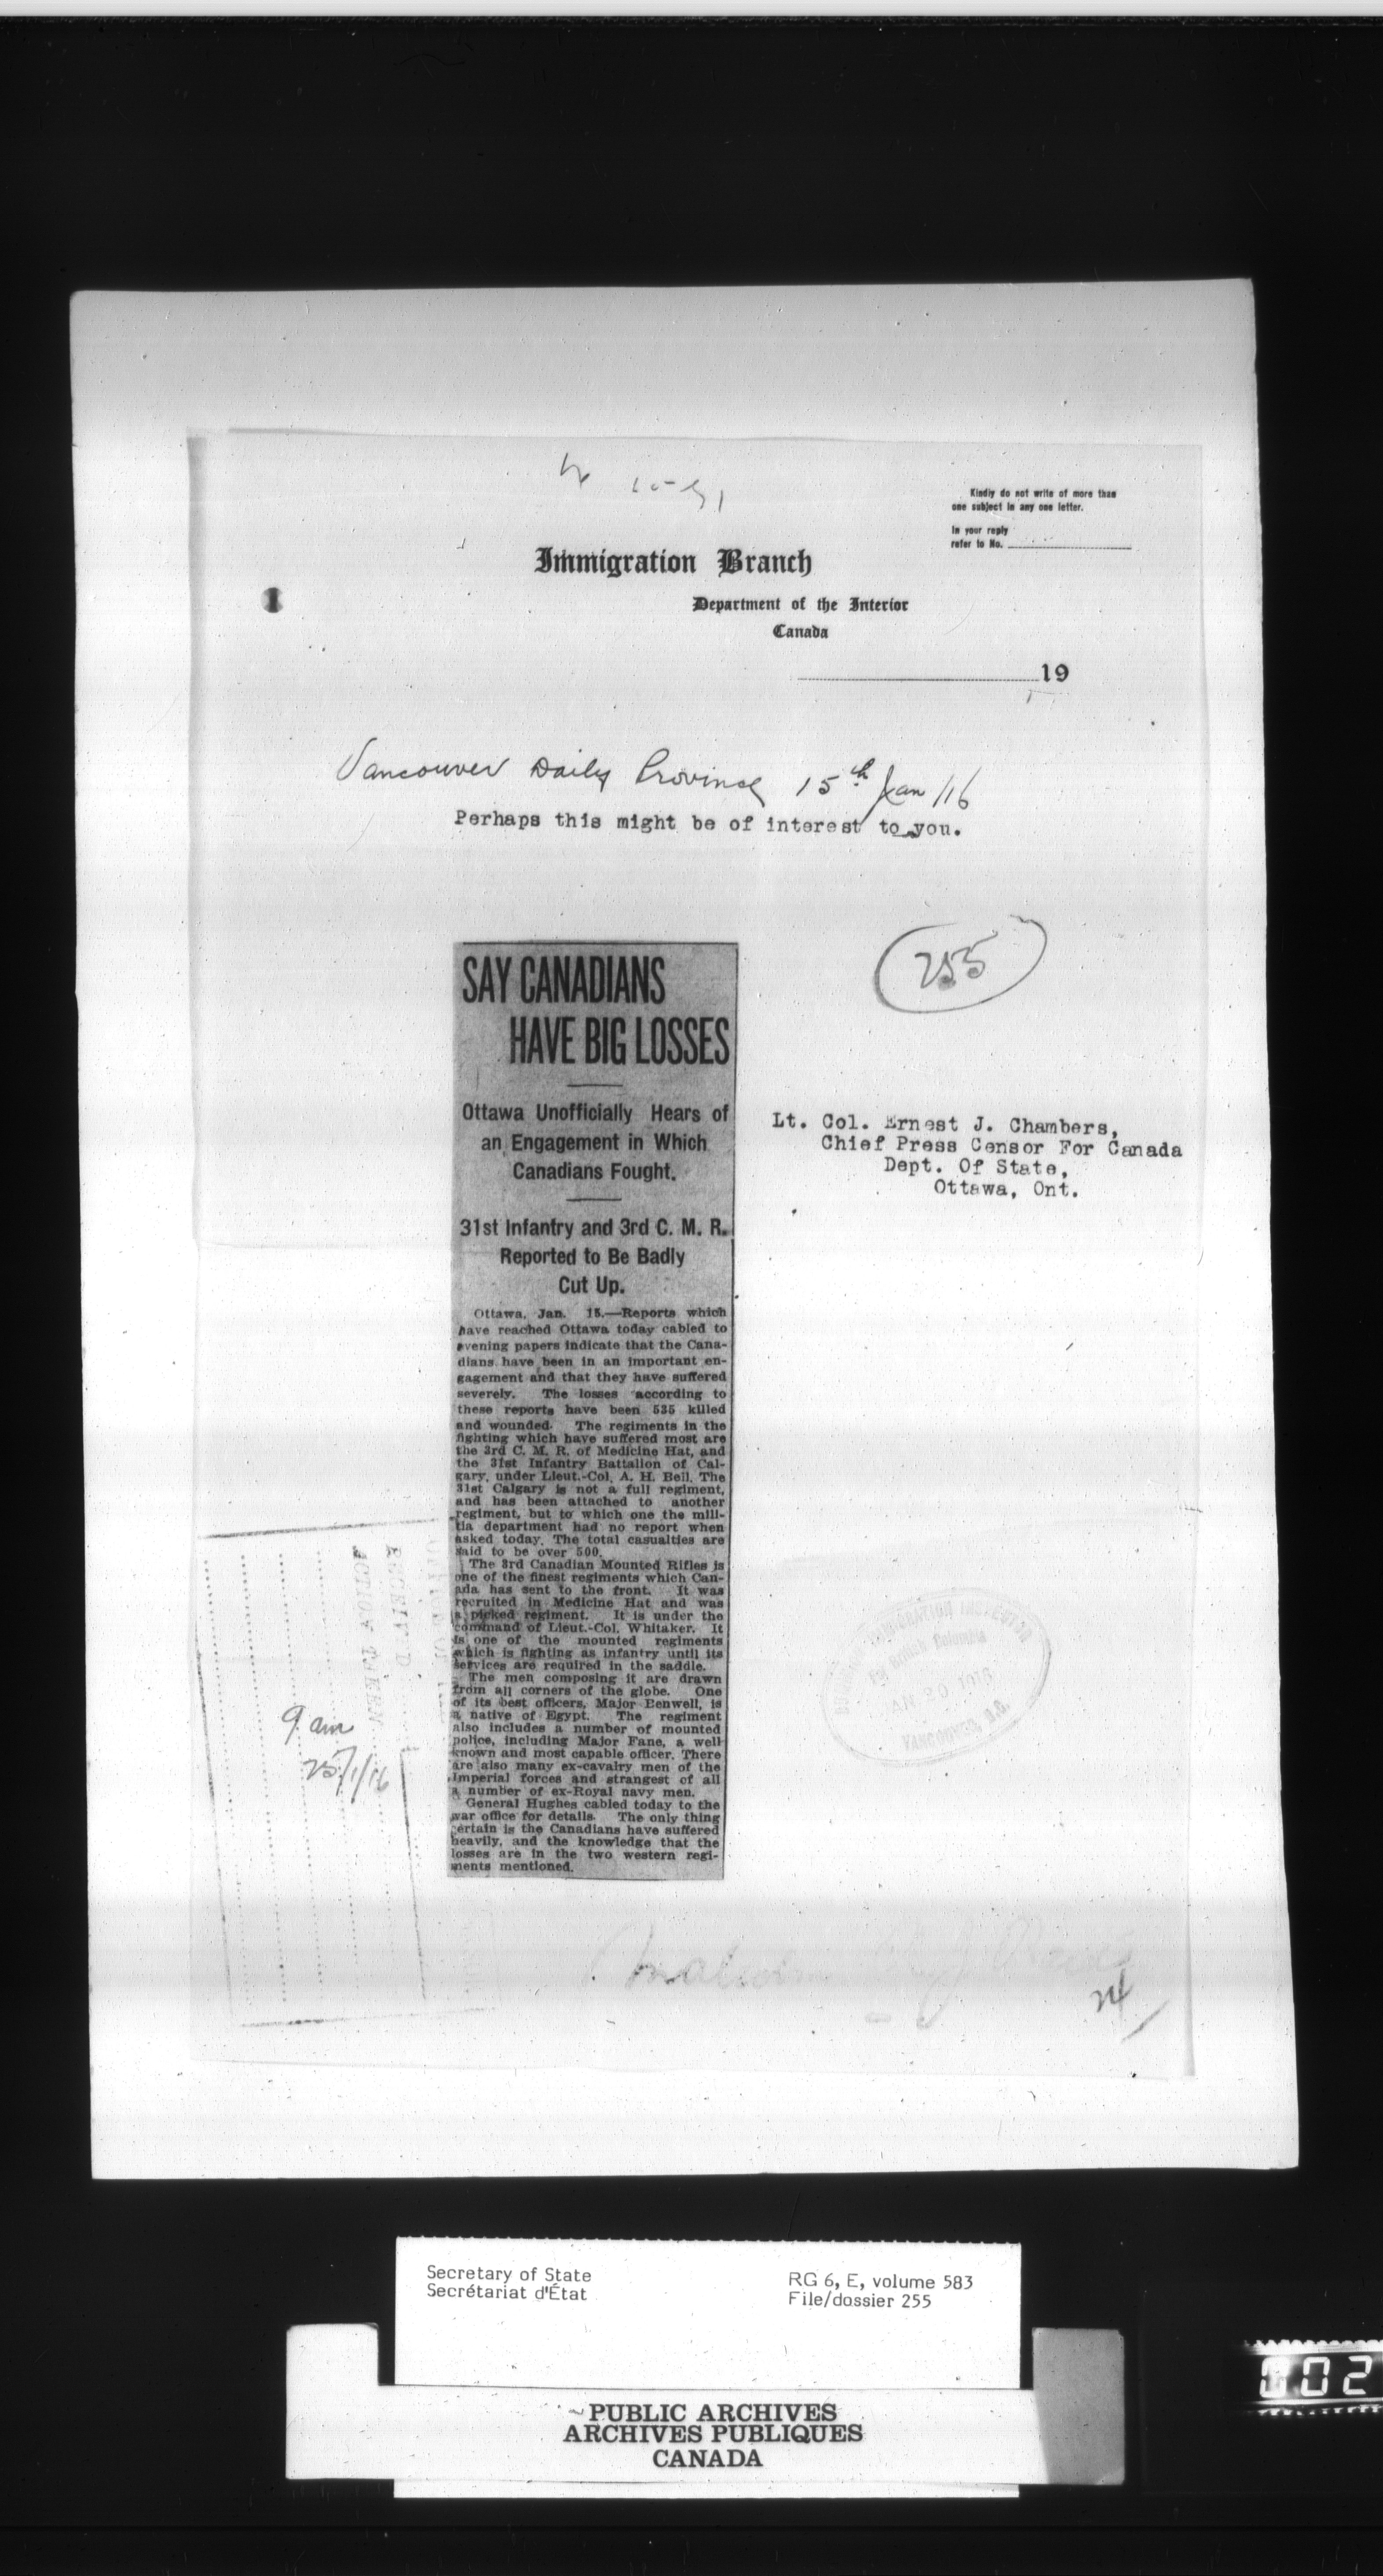 Kindly do not write of more than
one subject in any one letter.
In your reply
refer to No.
Immigration Branch
Department of the Interior
Canada
19
Vancouver Daily Province 15th Jan /16
Perhaps this might be of interest to you.
255
SAY CANADIANS
HAVE BIG LOSSES
Ottawa Unofficially Hears of
an Engagement in Which
Canadians Fought.
31st Infantry and 3rd C. M. R.
Reported to Be Badly
Cut Up.
Ottawa, Jan. 15.—Reports which
have reached Ottawa today cabled to
evening papers indicate that the Cana-
dians have been in an important en-
gagement and that they have suffered
severely. The losses according to
these reports have been 535 killed
and wounded. The regiments in the
fighting which have suffered most are
the 3rd C. M. R. of Medicine Hat, and
the 31st Infantry Battalion of Cal-
gary, under Lieut.-Col. A. H. Bell. The
31st Calgary is not a full regiment,
and has been attached to another
regiment, but to which one the mili-
tia department had no report when
asked today. The total casualties are
said to be over 500.
The 3rd Canadian Mounted Rifles is
one of the finest regiments which Can-
ada has sent to the front. It was
recruited in Medicine Hat and was
a picked regiment. It is under the
command of Lieut.-Col. Whitaker. It
is one of the mounted regiments
which is fighting as infantry until its
services are required in the saddle.
The men composing it are drawn
from all corners of the globe. One
of its best officers, Major Benwell, is
a native of Egypt. The regiment
also includes a number of mounted
police, including Major Fane, a well
known and most capable officer. There
are also many ex-cavalry men of the
Imperial forces and strangest of all
a number of ex-Royal navy men.
General Hughes cabled today to the
war office for details. The only thing
certain is the Canadians have suffered
heavily, and the knowledge that the
losses are in the two western regi-
ments mentioned.
Lt. Col. Ernest J. Chambers,
Chief Press Censor For Canada
Dept. Of State,
Ottawa, Ont.
RECEIVED
ACTION TAKEN
9 am
25/1/16
IMMIGRATION INSPECTOR
For British Columbia
JAN 20 1916
VANCOUVER, B.C.
Malcolm R J Reid
Secretary of State
Secrétariat d'État
RG 6, E, volume 583
File/dossier 255
PUBLIC ARCHIVES
ARCHIVES PUBLIQUES
CANADA
002